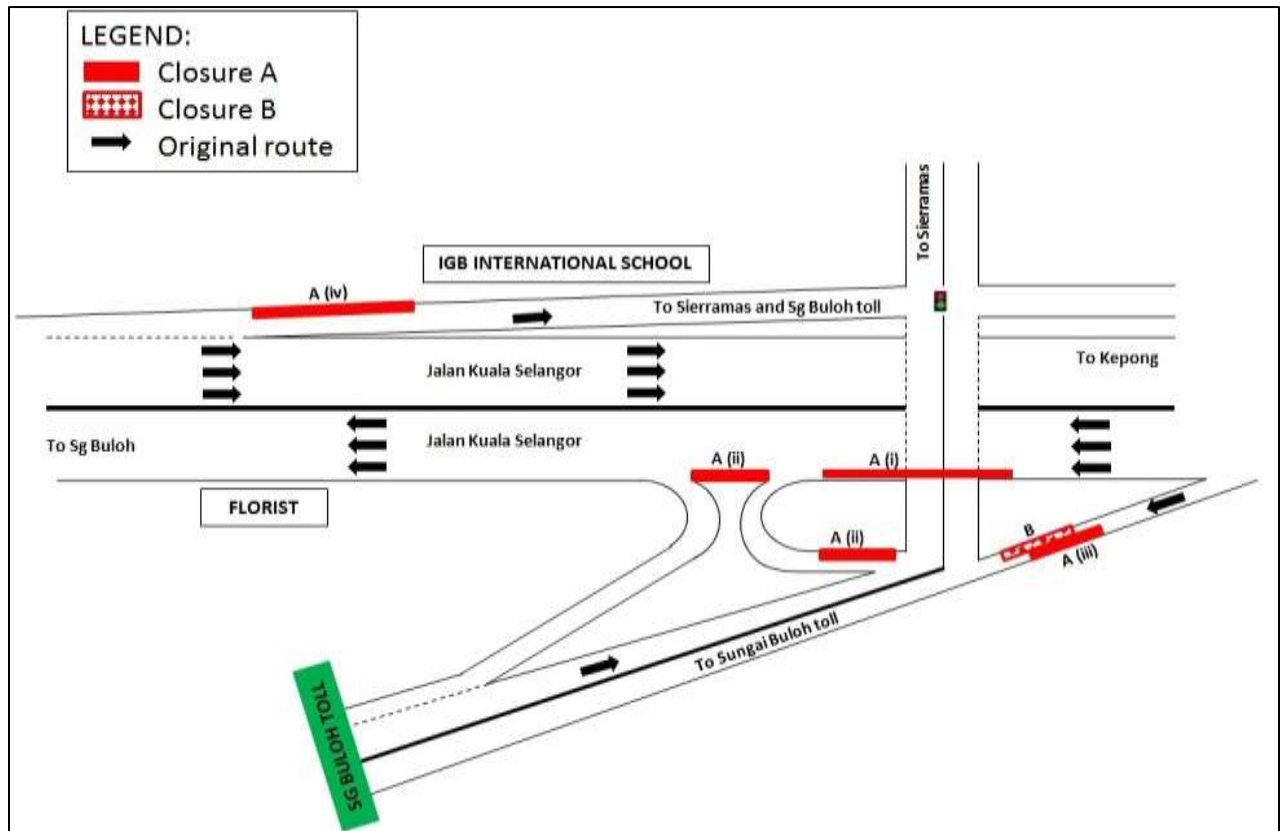 LEGEND:
Closure A
Closure B
Original route
To Sierramas
IGB INTERNATIONAL SCHOOL
A (iv)
To Sierramas and Sg Buloh toll
Jalan Kuala Selangor
To Kepong
To Sg Buloh
Jalan Kuala Selangor
A (ii)
A (i)
FLORIST
B
A (ii)
A (iii)
To Sungai Buloh toll
SG BULOH TOLL